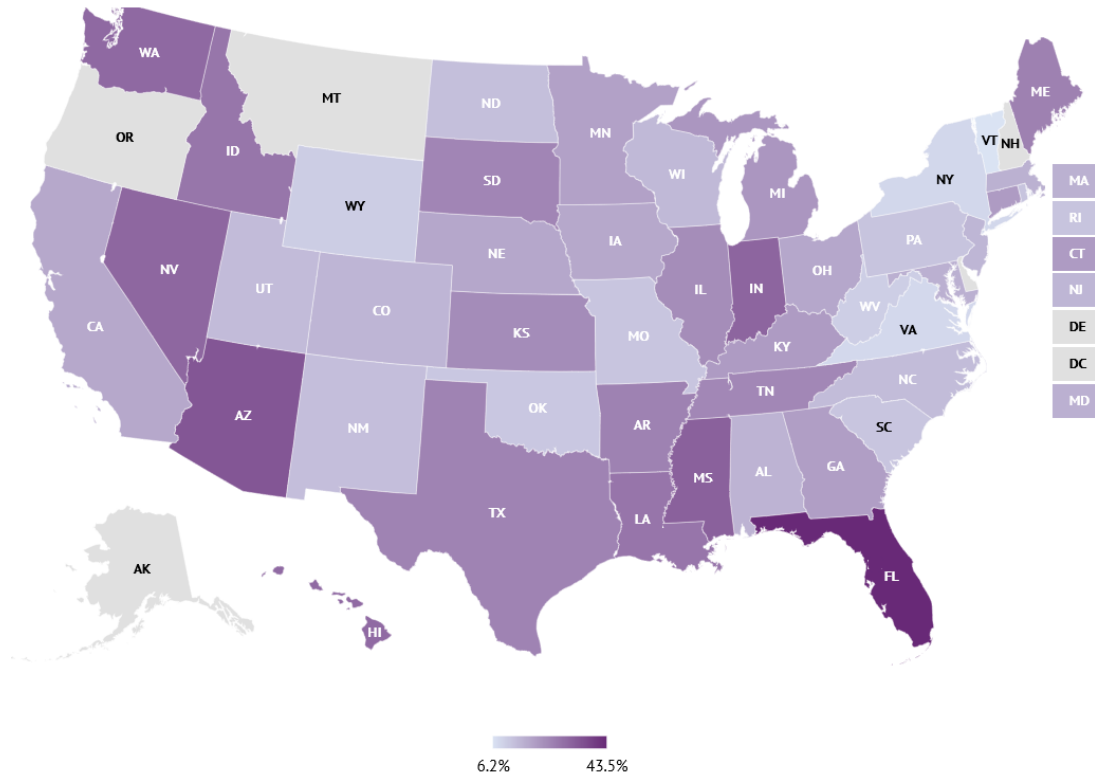 WA
MT
ND
MN
ME
OR
ID
SD
WI
MI
VT
NH
NY
WY
MA
RI
CT
NJ
DE
DC
MD
NV
UT
NE
IA
PA
OH
IL
IN
CO
KS
MO
WV
VA
KY
CA
AZ
NM
OK
AR
TN
NC
SC
TX
LA
MS
AL
GA
AK
HI
FL
6.2%
43.5%